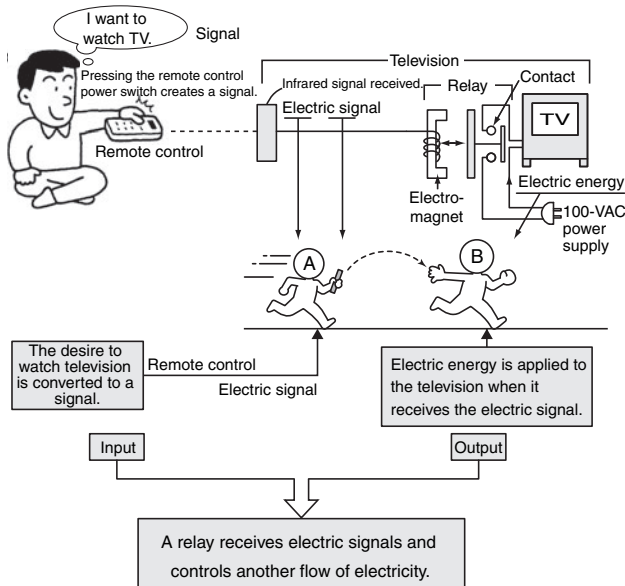 I want to
watch TV.
Signal
Pressing the remote control
power switch creates a signal.
Remote control
Television
Infrared signal received.
Electric signal
Relay
Contact
TV
Electro-
magnet
Electric energy
100-VAC
power
supply
A
B
The desire to
watch television
is converted to a
signal.
Remote control
Electric signal
Electric energy is applied to
the television when it
receives the electric signal.
Input
Output
A relay receives electric signals and
controls another flow of electricity.